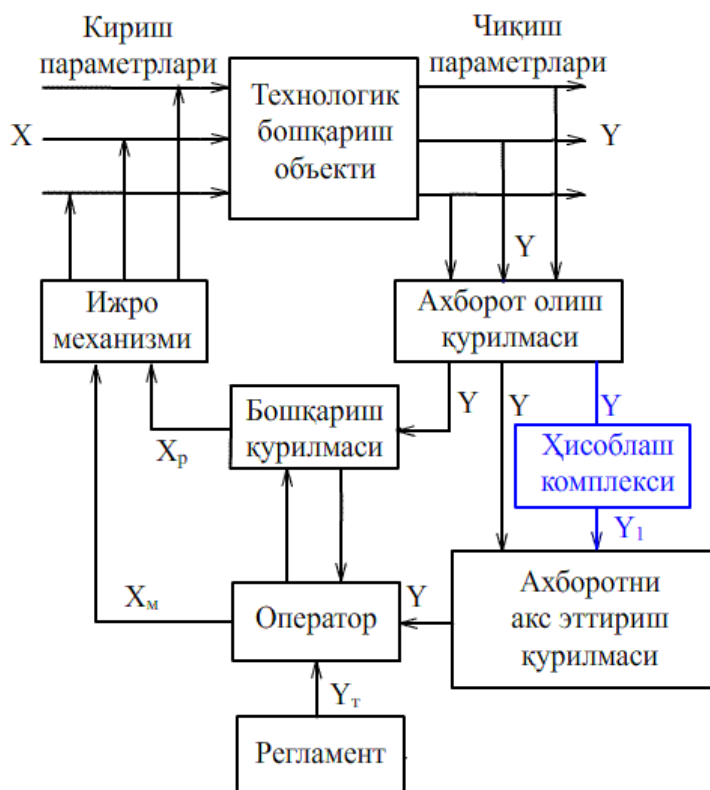 Кириш
параметрлари
Чиқиш
параметрлари
Технологик
бошқариш
объекти
X
Y
Y
Ижро
механизми
Ахборот олиш
қурилмаси
Y
Y
Y
Бошқариш
қурилмаси
Xр
Ҳисоблаш
комплекси
Y1
Xм
Оператор
Y
Ахборотни
акс эттириш
қурилмаси
Yт
Регламент